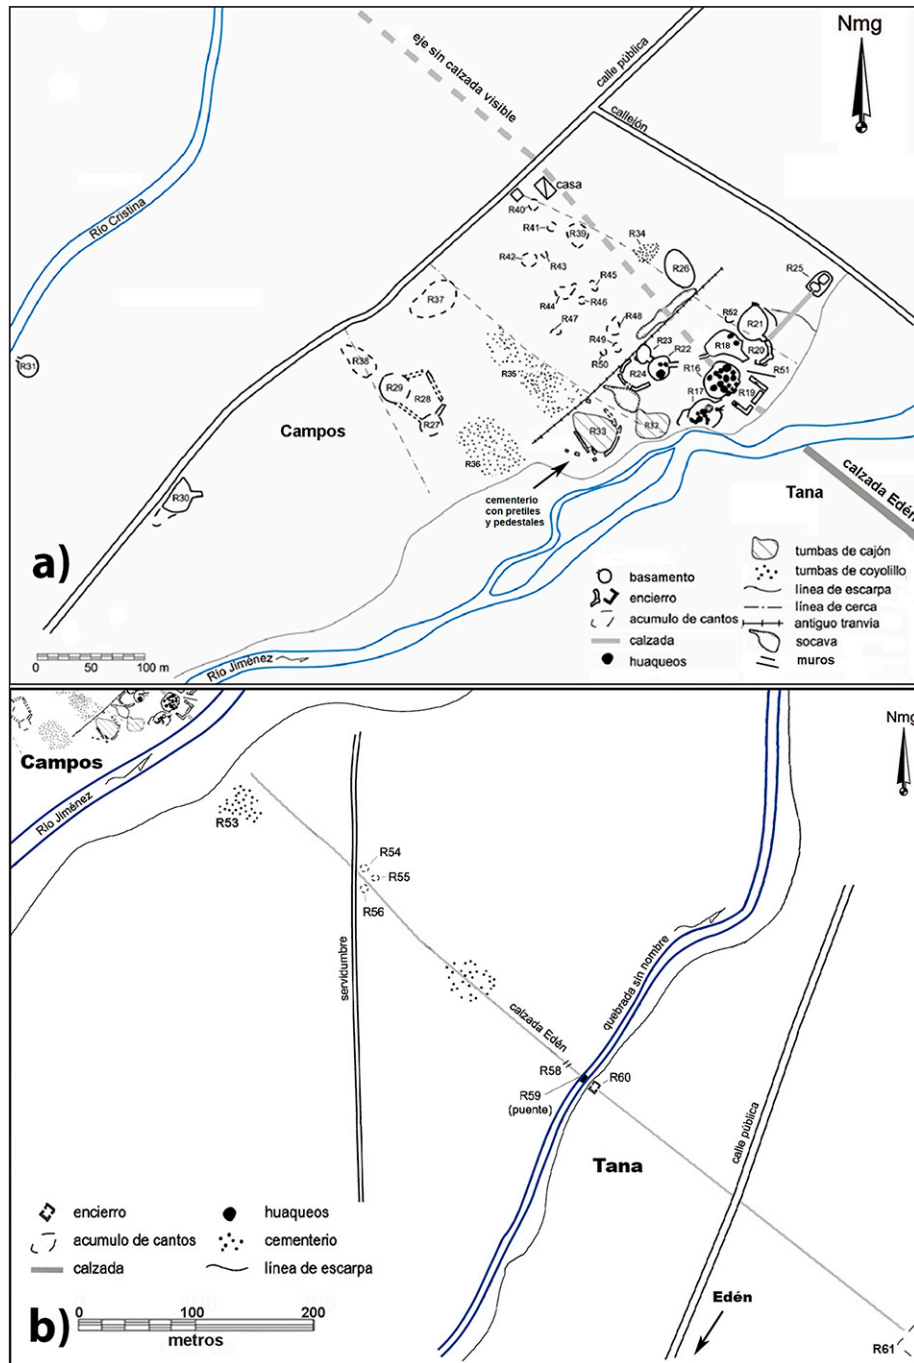 Nmg
calle pública
eje sin calzada visible
callejón
casa
R40
R41
R39
R34
R42
R43
R26
R25
Río Cristina
R45
R37
R44
R46
R48
R52
R21
R47
R49
R23
R22
R18
R20
R31
R38
R50
R24
R16
R51
R35
R29
R28
R17
R19
R27
R33
R32
Campos
R36
R30
cementerio
con pretiles
y pedestales
Tana
calzada Edén
a)
basamento
encierro
acumulo de cantos
calzada
huaqueos
tumbas de cajón
tumbas de coyolillo
línea de escarpa
línea de cerca
antiguo tranvia
socava
muros
0 50 100 m
Río Jiménez
Nmg
Campos
Río Jiménez
R53
R54
R55
R56
servidumbre
quebrada sin nombre
calzada Edén
R58
R59
(puente)
R60
calle pública
Tana
encierro
acumulo de cantos
calzada
huaqueos
cementerio
línea de escarpa
Edén
R61
b)
0 100 200
metros